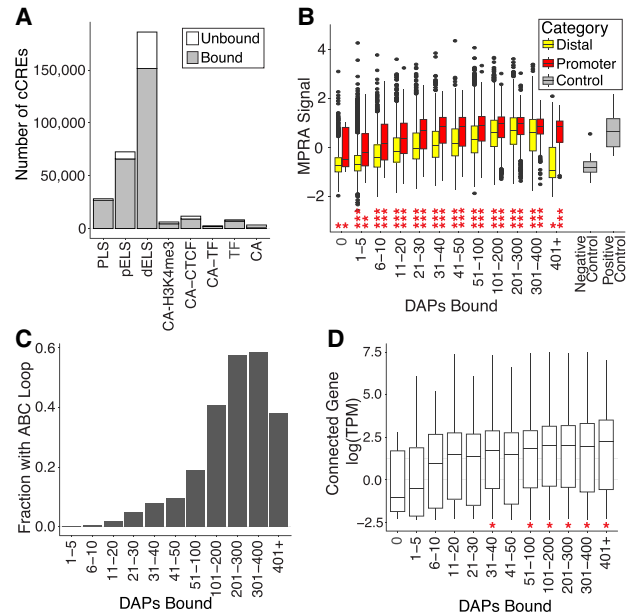 A
Number of cCREs
150,000
100,000
50,000
0
Unbound
Bound
PLS
pELS
dELS
CA-H3K4me3
CA-CTCF
CA-TF
TF
CA
B
MPRA Signal
4
2
0
−2
Category
Distal
Promoter
Control
0
1−5
6−10
11−20
21−30
31−40
41−50
51−100
101−200
201−300
301−400
401+
Negative
Control
Positive
Control
DAPs Bound
C
Fraction with ABC Loop
0.6
0.4
0.2
0.0
1−5
6−10
11−20
21−30
31−40
41−50
51−100
101−200
201−300
301−400
401+
DAPs Bound
D
Connected Gene
log(TPM)
7.5
5.0
2.5
0.0
−2.5
* * * * * *
0
1−5
6−10
11−20
21−30
31−40
41−50
51−100
101−200
201−300
301−400
401+
DAPs Bound